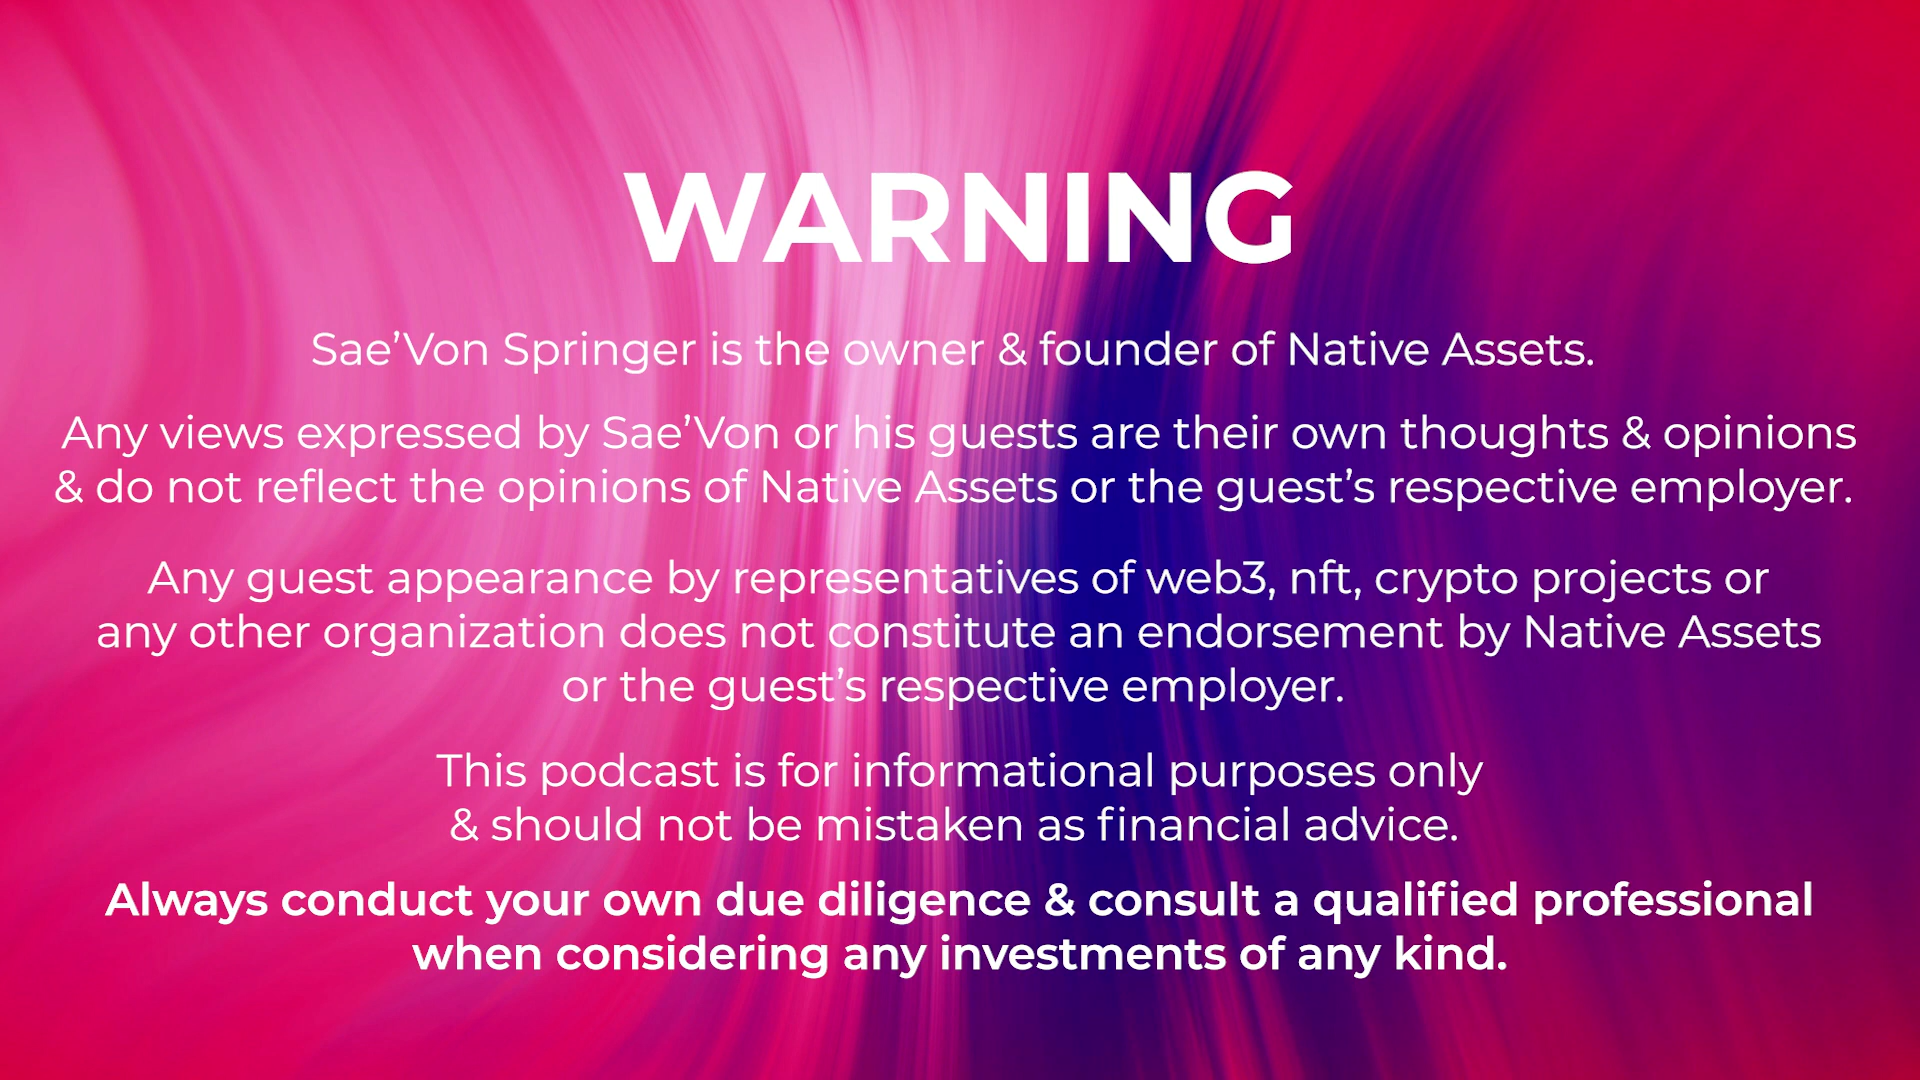 WARNING
Sae’Von Springer is the owner & founder of Native Assets.
Any views expressed by Sae’Von or his guests are their own thoughts & opinions
& do not reflect the opinions of Native Assets or the guest’s respective employer.
Any guest appearance by representatives of web3, nft, crypto projects or
any other organization does not constitute an endorsement by Native Assets
or the guest’s respective employer.
This podcast is for informational purposes only
& should not be mistaken as financial advice.
Always conduct your own due diligence & consult a qualified professional
when considering any investments of any kind.